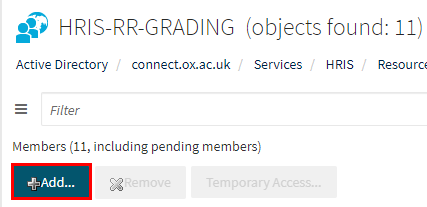 HRIS-RR-GRADING (objects found: 11)
Active Directory / connect.ox.ac.uk / Services / HRIS / Resource
Filter
Members (11, including pending members)
Add... Remove Temporary Access...